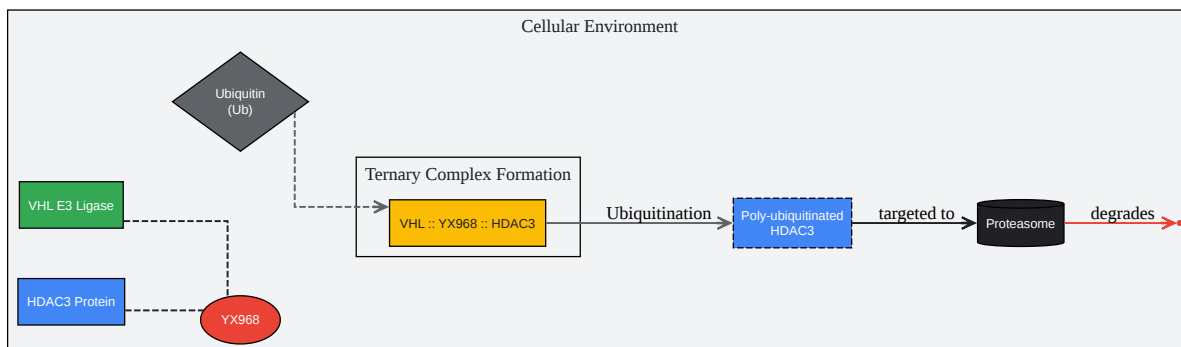 Cellular Environment
Ubiquitin
(Ub)
Ternary Complex Formation
VHL E3 Ligase
VHL :: YX968 :: HDAC3
Ubiquitination
Poly-ubiquitinated
HDAC3
targeted to
Proteasome
degrades
HDAC3 Protein
YX968